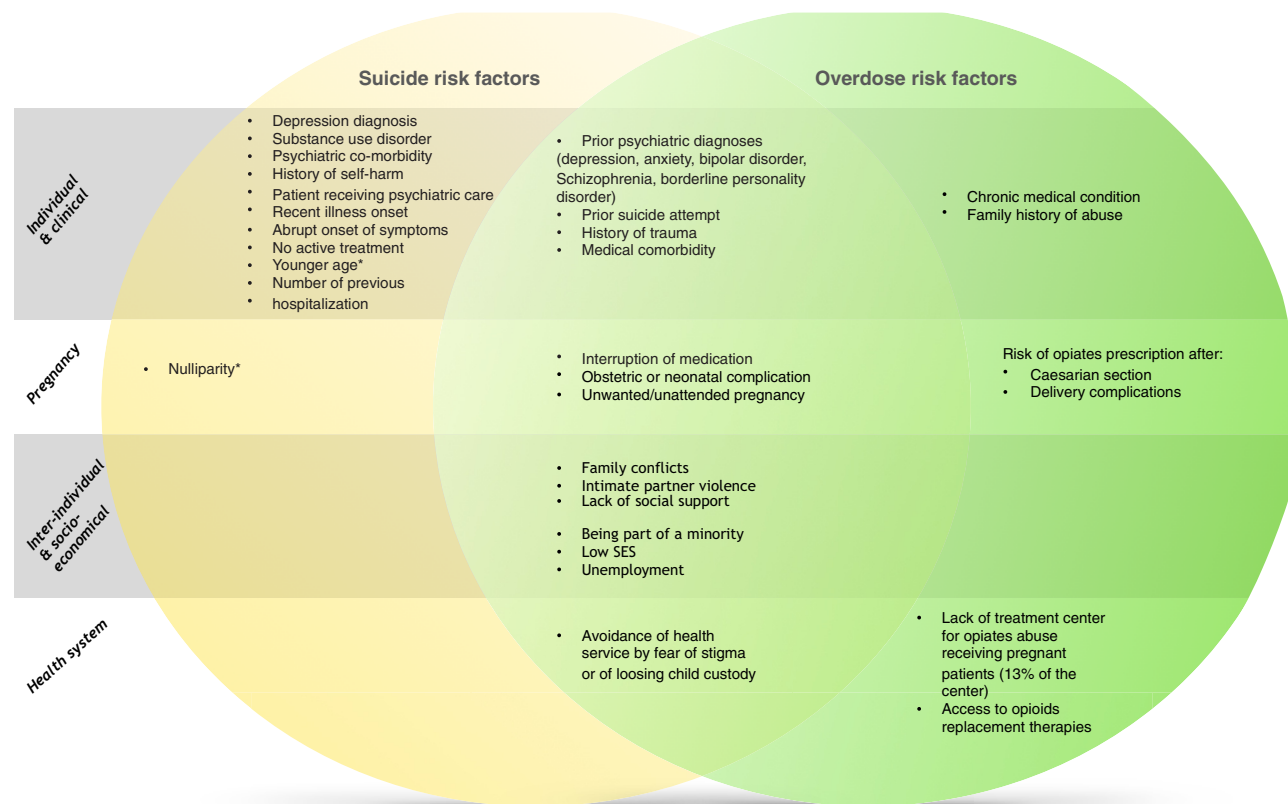 Suicide risk factors
Overdose risk factors
Individual
& clinical
• Depression diagnosis
• Substance use disorder
• Psychiatric co-morbidity
• History of self-harm
• Patient receiving psychiatric care
• Recent illness onset
• Abrupt onset of symptoms
• No active treatment
• Younger age*
• Number of previous
• hospitalization
• Prior psychiatric diagnoses
(depression, anxiety, bipolar disorder,
Schizophrenia, borderline personality
disorder)
• Prior suicide attempt
• History of trauma
• Medical comorbidity
• Chronic medical condition
• Family history of abuse
Pregnancy
• Nulliparity*
• Interruption of medication
• Obstetric or neonatal complication
• Unwanted/unattended pregnancy
Risk of opiates prescription after:
• Caesarian section
• Delivery complications
Inter-individual
& socio-
economical
• Family conflicts
• Intimate partner violence
• Lack of social support
• Being part of a minority
• Low SES
• Unemployment
Health system
• Avoidance of health
service by fear of stigma
or of loosing child custody
• Lack of treatment center
for opiates abuse
receiving pregnant
patients (13% of the
center)
• Access to opioids
replacement therapies